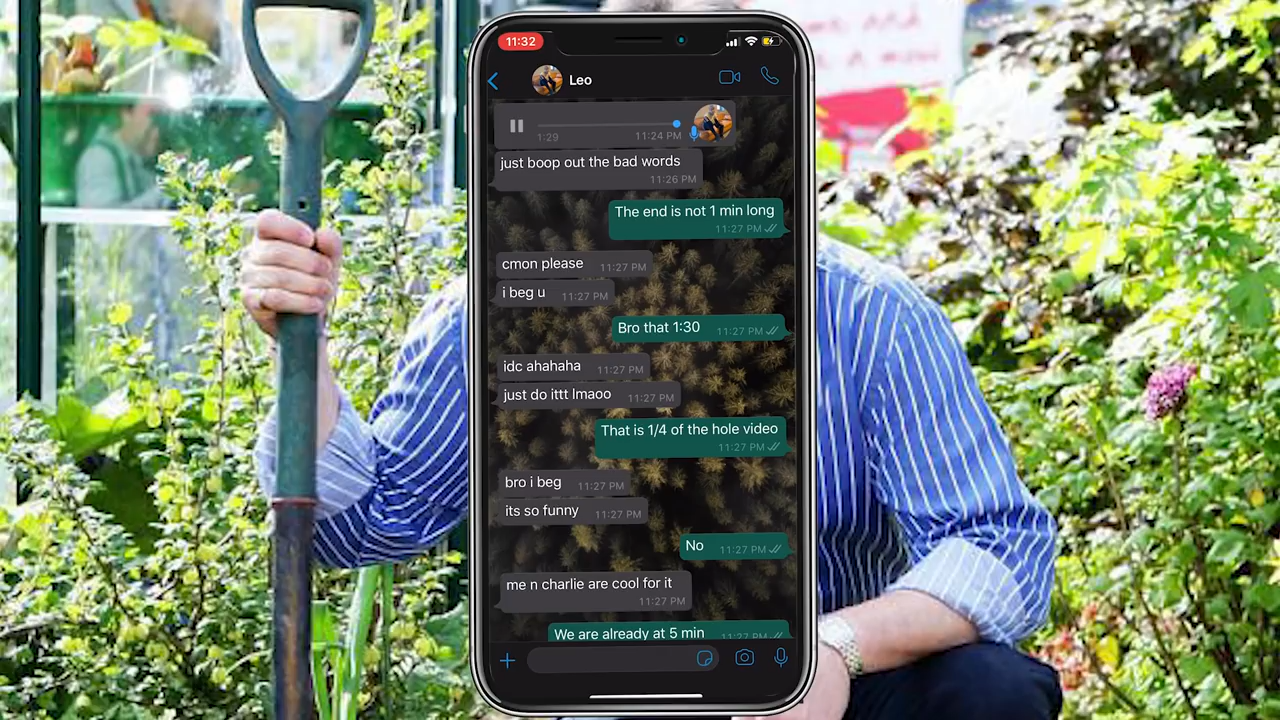 11:32
Leo
1:29
11:24 PM
just boop out the bad words
11:26 PM
The end is not 1 min long
11:27 PM
cmon please 11:27 PM
i beg u 11:27 PM
Bro that 1:30 11:27 PM
idc ahahaha 11:27 PM
just do ittt lmaoo 11:27 PM
That is 1/4 of the hole video
11:27 PM
bro i beg 11:27 PM
its so funny 11:27 PM
No 11:27 PM
me n charlie are cool for it
11:27 PM
We are already at 5 min 11:27 PM